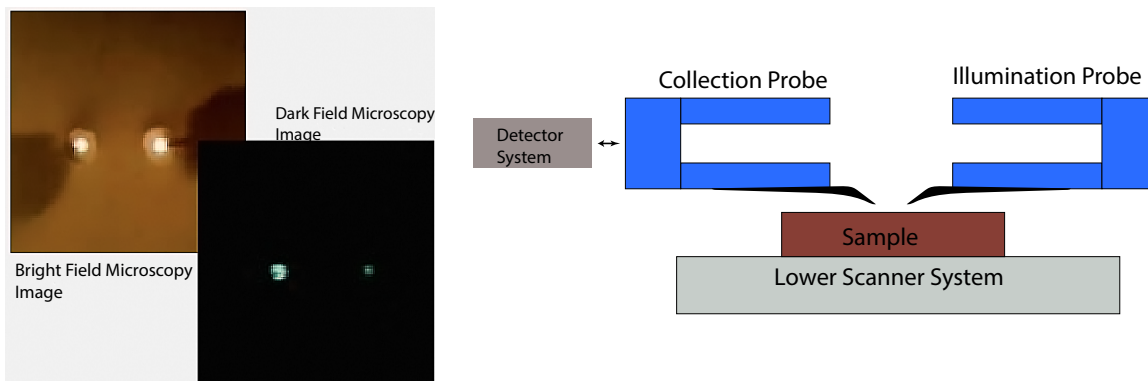 Dark Field Microscopy
Image
Bright Field Microscopy
Image
Collection Probe
Illumination Probe
Detector
System
Sample
Lower Scanner System